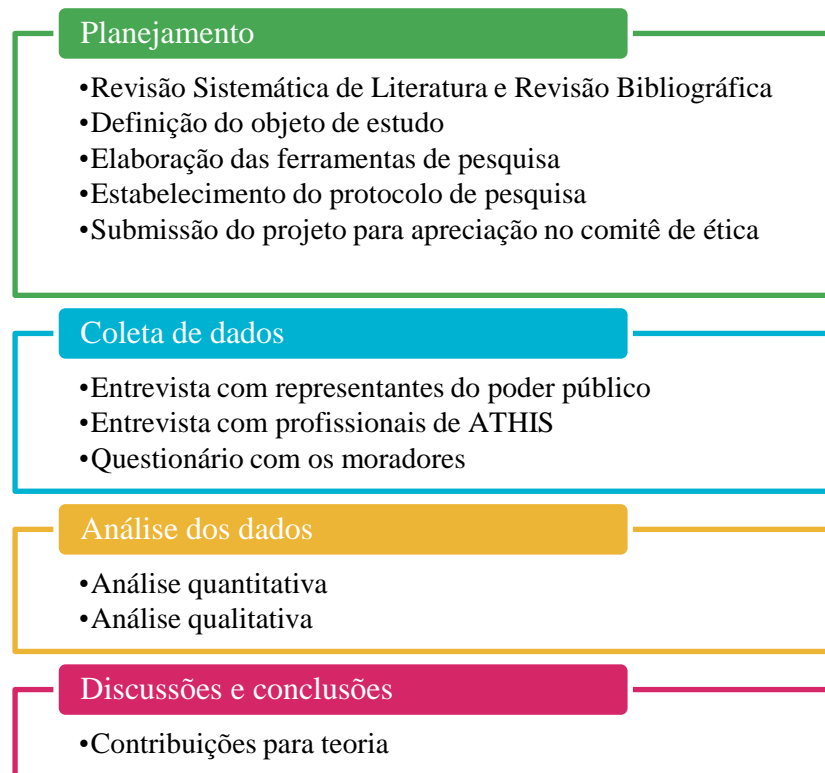 Planejamento
•Revisão Sistemática de Literatura e Revisão Bibliográfica
•Definição do objeto de estudo
•Elaboração das ferramentas de pesquisa
•Estabelecimento do protocolo de pesquisa
•Submissão do projeto para apreciação no comitê de ética
Coleta de dados
•Entrevista com representantes do poder público
•Entrevista com profissionais de ATHIS
•Questionário com os moradores
Análise dos dados
•Análise quantitativa
•Análise qualitativa
Discussões e conclusões
•Contribuições para teoria